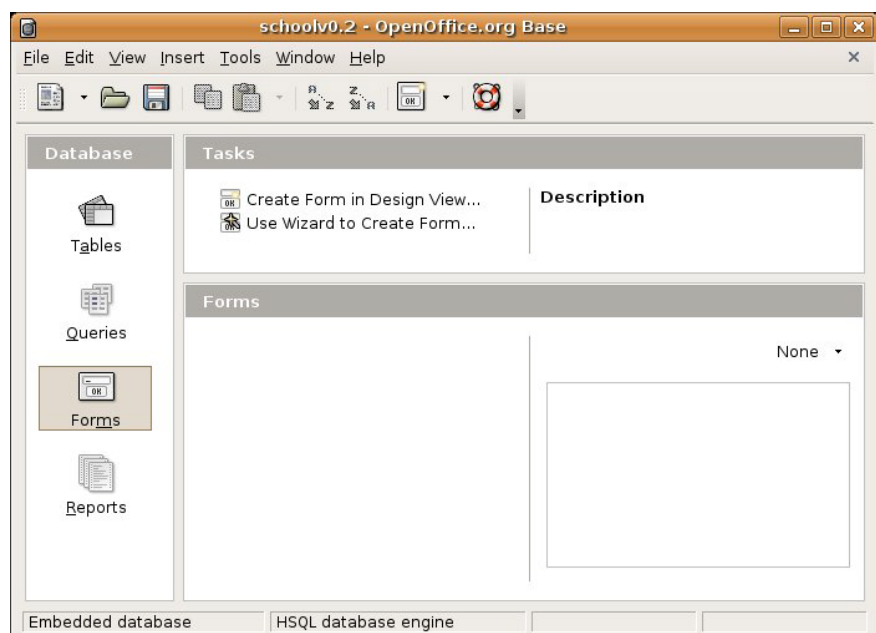 schoolv0.2 - OpenOffice.org Base
File Edit View Insert Tools Window Help
Database
Tables
Queries
Forms
Reports
Tasks
Create Form in Design View...
Use Wizard to Create Form...
Description
Forms
None
Embedded database
HSQL database engine